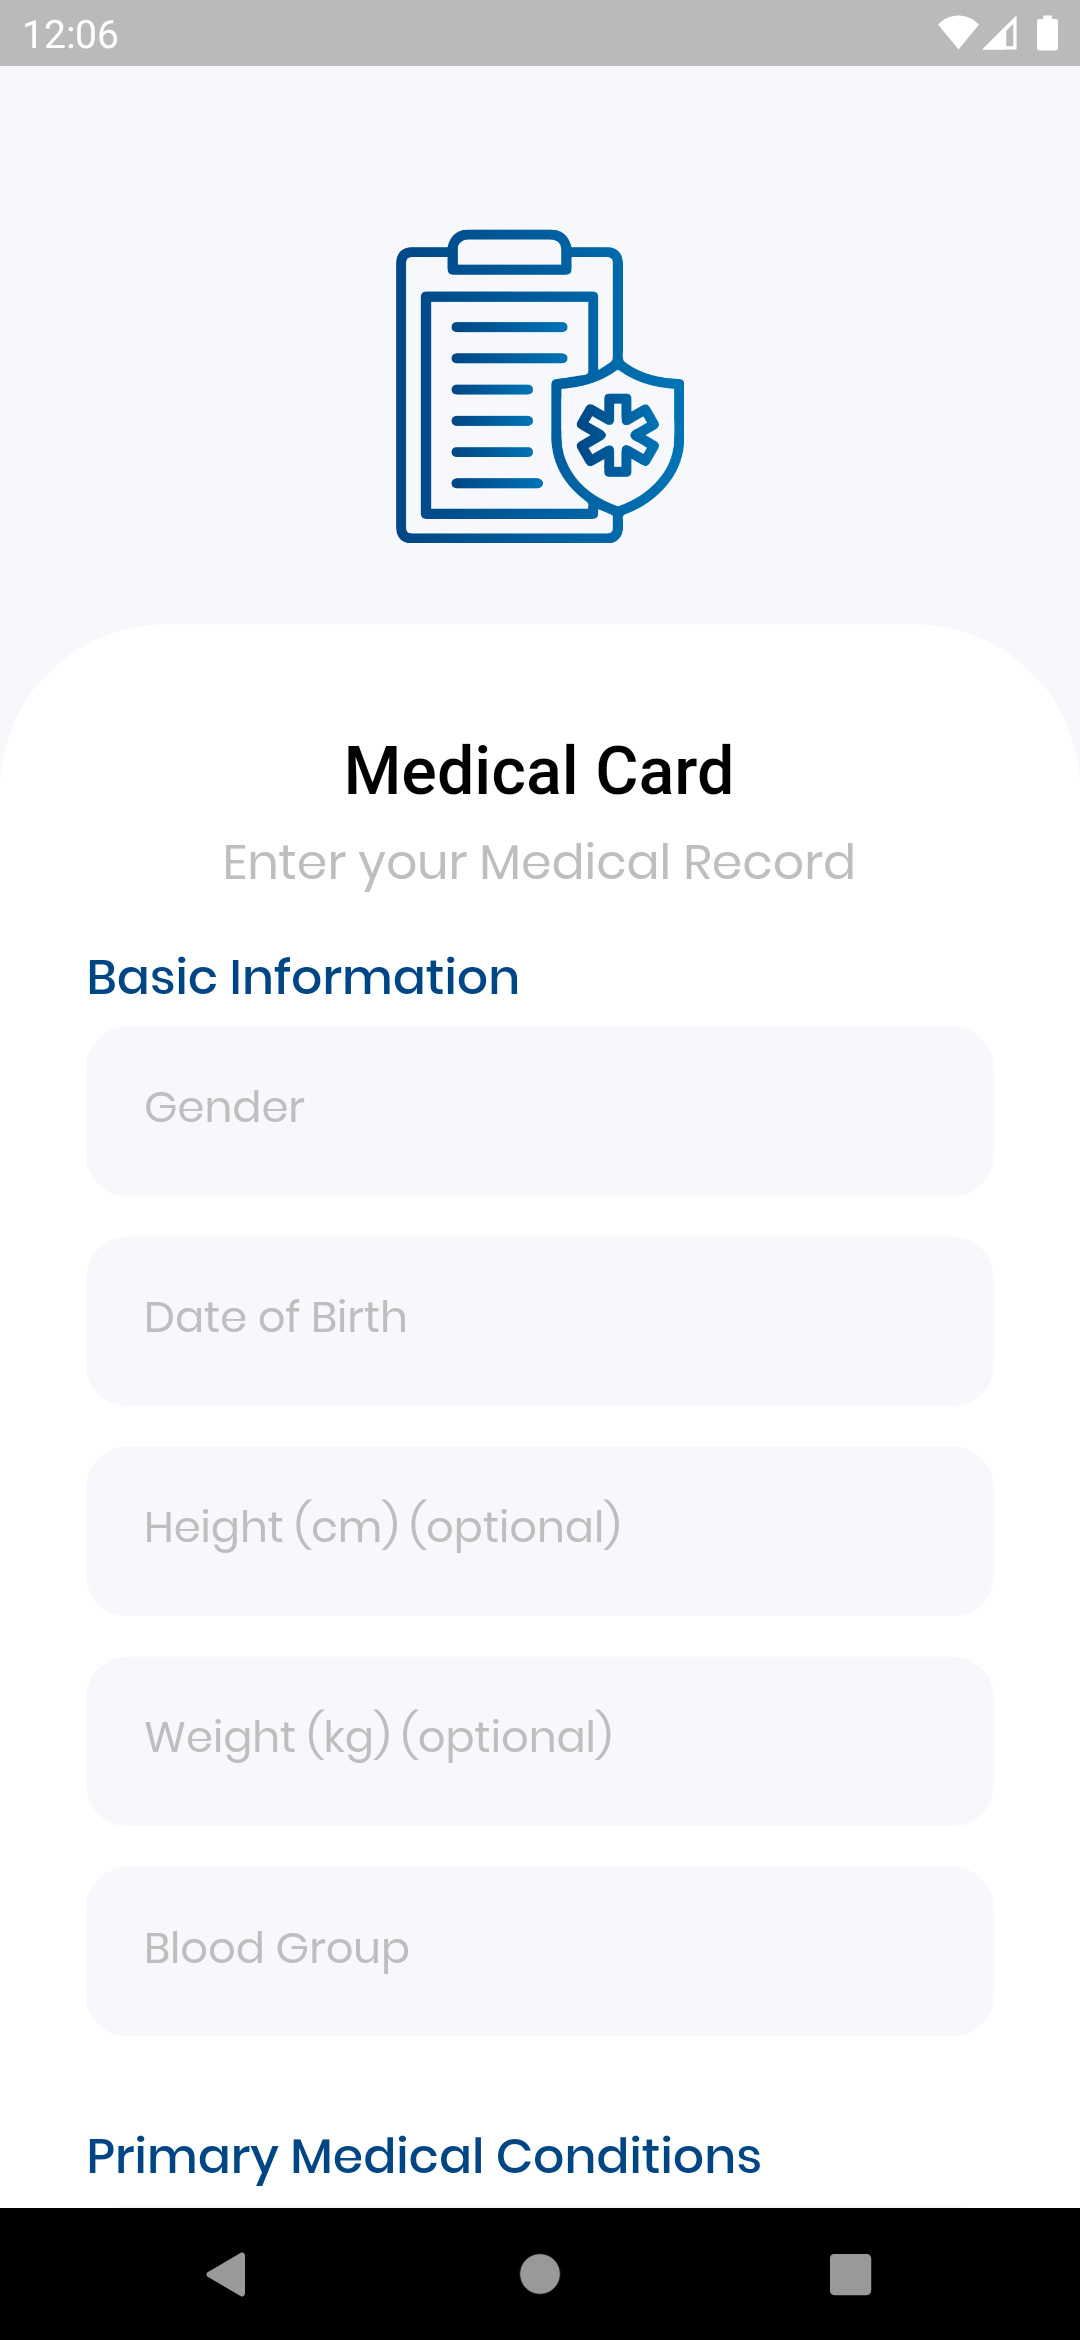 12:06
Medical Card
Enter your Medical Record
Basic Information
Gender
Date of Birth
Height (cm) (optional)
Weight (kg) (optional)
Blood Group
Primary Medical Conditions